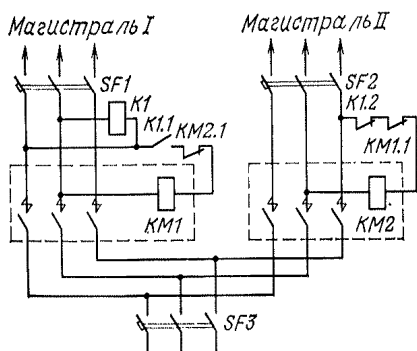 Магистраль I
Магистраль II
SF1
SF2
K1
K1.1
KM2.1
K1.2
KM1.1
KM1
KM2
SF3